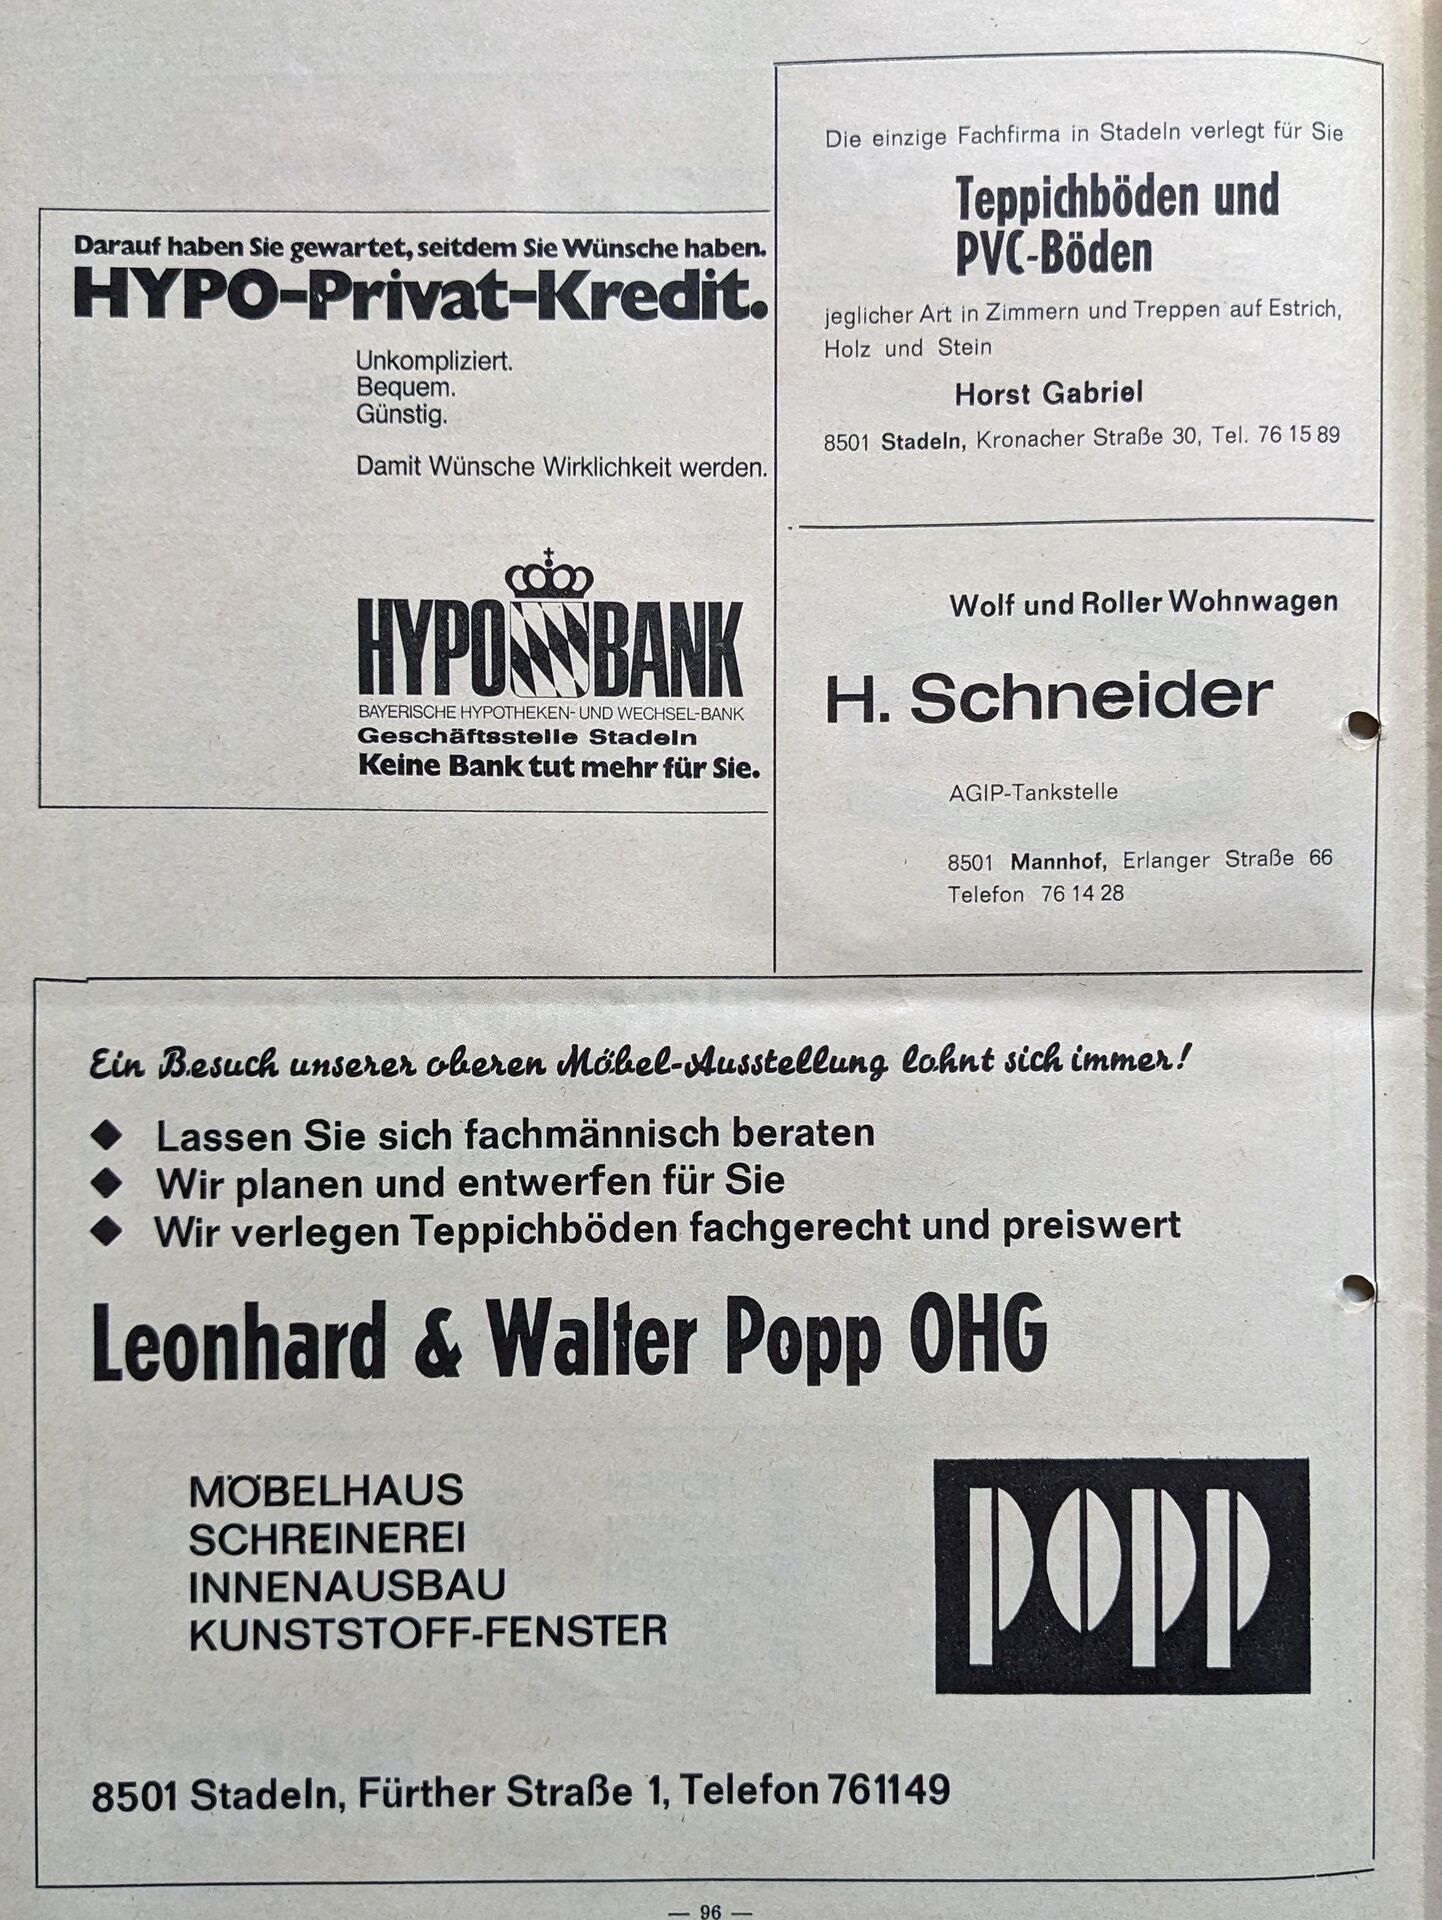 Darauf haben Sie gewartet, seitdem Sie Wünsche haben.
HYPO-Privat-Kredit.
Unkompliziert.
Bequem.
Günstig.
Damit Wünsche Wirklichkeit werden.
HYPO BANK
BAYERISCHE HYPOTHEKEN- UND WECHSEL-BANK
Geschäftsstelle Stadeln
Keine Bank tut mehr für Sie.
Die einzige Fachfirma in Stadeln verlegt für Sie
Teppichböden und
PVC-Böden
jeglicher Art in Zimmern und Treppen auf Estrich,
Holz und Stein
Horst Gabriel
8501 Stadeln, Kronacher Straße 30, Tel. 76 15 89
Wolf und Roller Wohnwagen
H. Schneider
AGIP-Tankstelle
8501 Mannhof, Erlanger Straße 66
Telefon 76 14 28
Ein Besuch unserer oberen Möbel-Ausstellung lohnt sich immer!
◆ Lassen Sie sich fachmännisch beraten
◆ Wir planen und entwerfen für Sie
◆ Wir verlegen Teppichböden fachgerecht und preiswert
Leonhard & Walter Popp OHG
MÖBELHAUS
SCHREINEREI
INNENAUSBAU
KUNSTSTOFF-FENSTER
POPP
8501 Stadeln, Fürther Straße 1, Telefon 761149
— 96 —